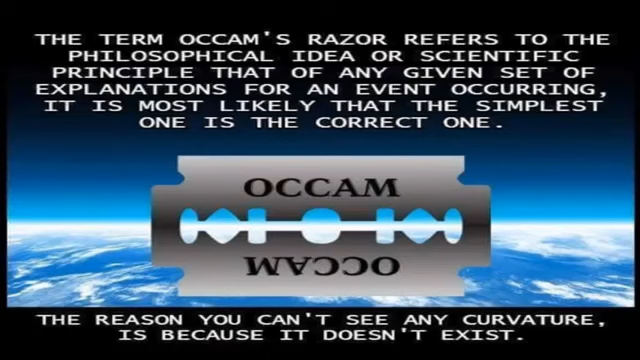 THE TERM OCCAM'S RAZOR REFERS TO THE
PHILOSOPHICAL IDEA OR SCIENTIFIC
PRINCIPLE THAT OF ANY GIVEN SET OF
EXPLANATIONS FOR AN EVENT OCCURRING,
IT IS MOST LIKELY THAT THE SIMPLEST
ONE IS THE CORRECT ONE.
OCCAM
OCCAM
THE REASON YOU CAN'T SEE ANY CURVATURE,
IS BECAUSE IT DOESN'T EXIST.